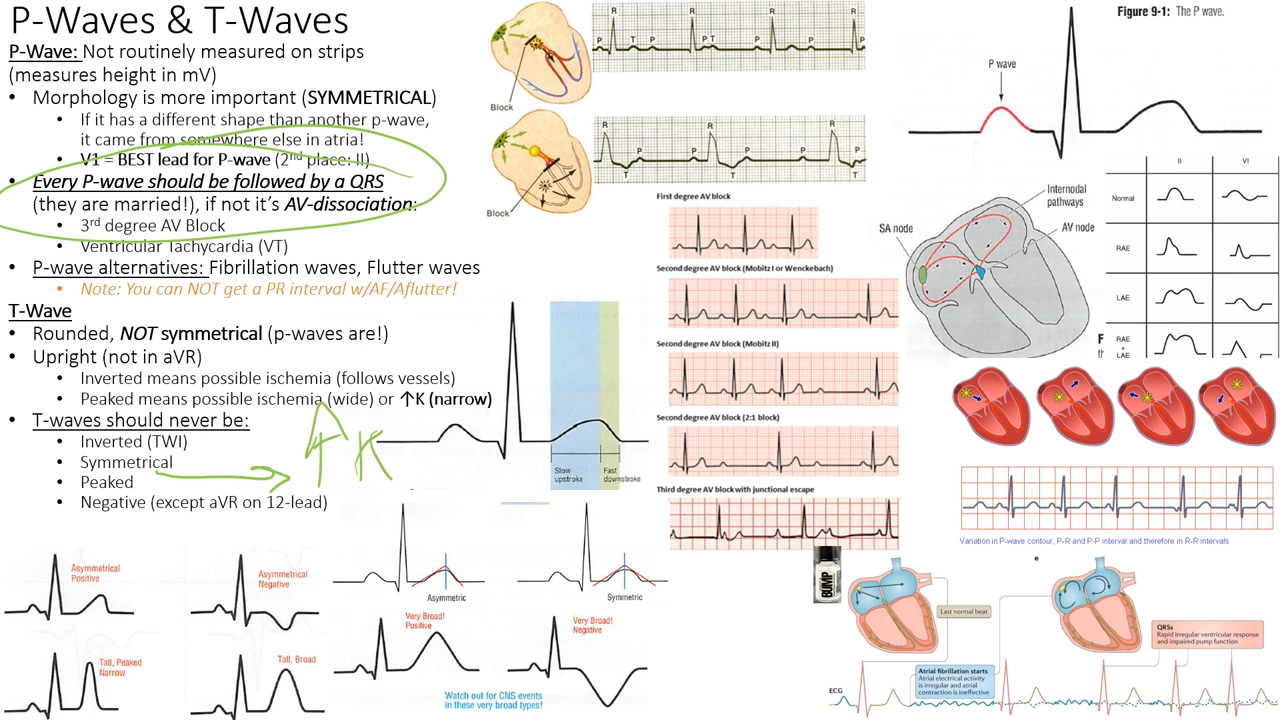 P-Waves & T-Waves
P-Wave: Not routinely measured on strips
(measures height in mV)
• Morphology is more important (SYMMETRICAL)
• If it has a different shape than another p-wave,
it came from somewhere else in atria!
• V1 = BEST lead for P-wave (2nd place: II)
• Every P-wave should be followed by a QRS
(they are married!), if not it's AV-dissociation:
• 3rd degree AV Block
• Ventricular Tachycardia (VT)
• P-wave alternatives: Fibrillation waves, Flutter waves
• Note: You can NOT get a PR interval w/AF/Aflutter!
T-Wave
• Rounded, NOT symmetrical (p-waves are!)
• Upright (not in aVR)
• Inverted means possible ischemia (follows vessels)
• Peaked means possible ischemia (wide) or ↑K (narrow)
• T-waves should never be:
• Inverted (TWI)
• Symmetrical
• Peaked
• Negative (except aVR on 12-lead)
↑ K
Slow
upstroke
Fast
downstroke
Asymmetrical
Positive
Asymmetrical
Negative
Asymmetric
Symmetric
Tall, Peaked
Narrow
Tall, Broad
Very Broad!
Positive
Very Broad!
Negative
Watch out for CNS events
in these very broad types!
Block
P R T P R P T R P R P
Block
R P T P R P T P R P T
First degree AV block
Second degree AV block (Mobitz I or Wenckebach)
Second degree AV block (Mobitz II)
Second degree AV block (2:1 block)
Third degree AV block with junctional escape
Figure 9-1: The P wave.
P wave
Internodal
pathways
SA node
AV node
II VI
Normal
RAE
LAE
RAE
+
LAE
F
th
Variation in P-wave contour, P-R and P-P interval and therefore in R-R intervals
BUMP
e
Last normal beat
QRSs
Rapid irregular ventricular response
and impaired pump function
Atrial fibrillation starts
Atrial electrical activity
is irregular and atrial
contraction is ineffective
ECG